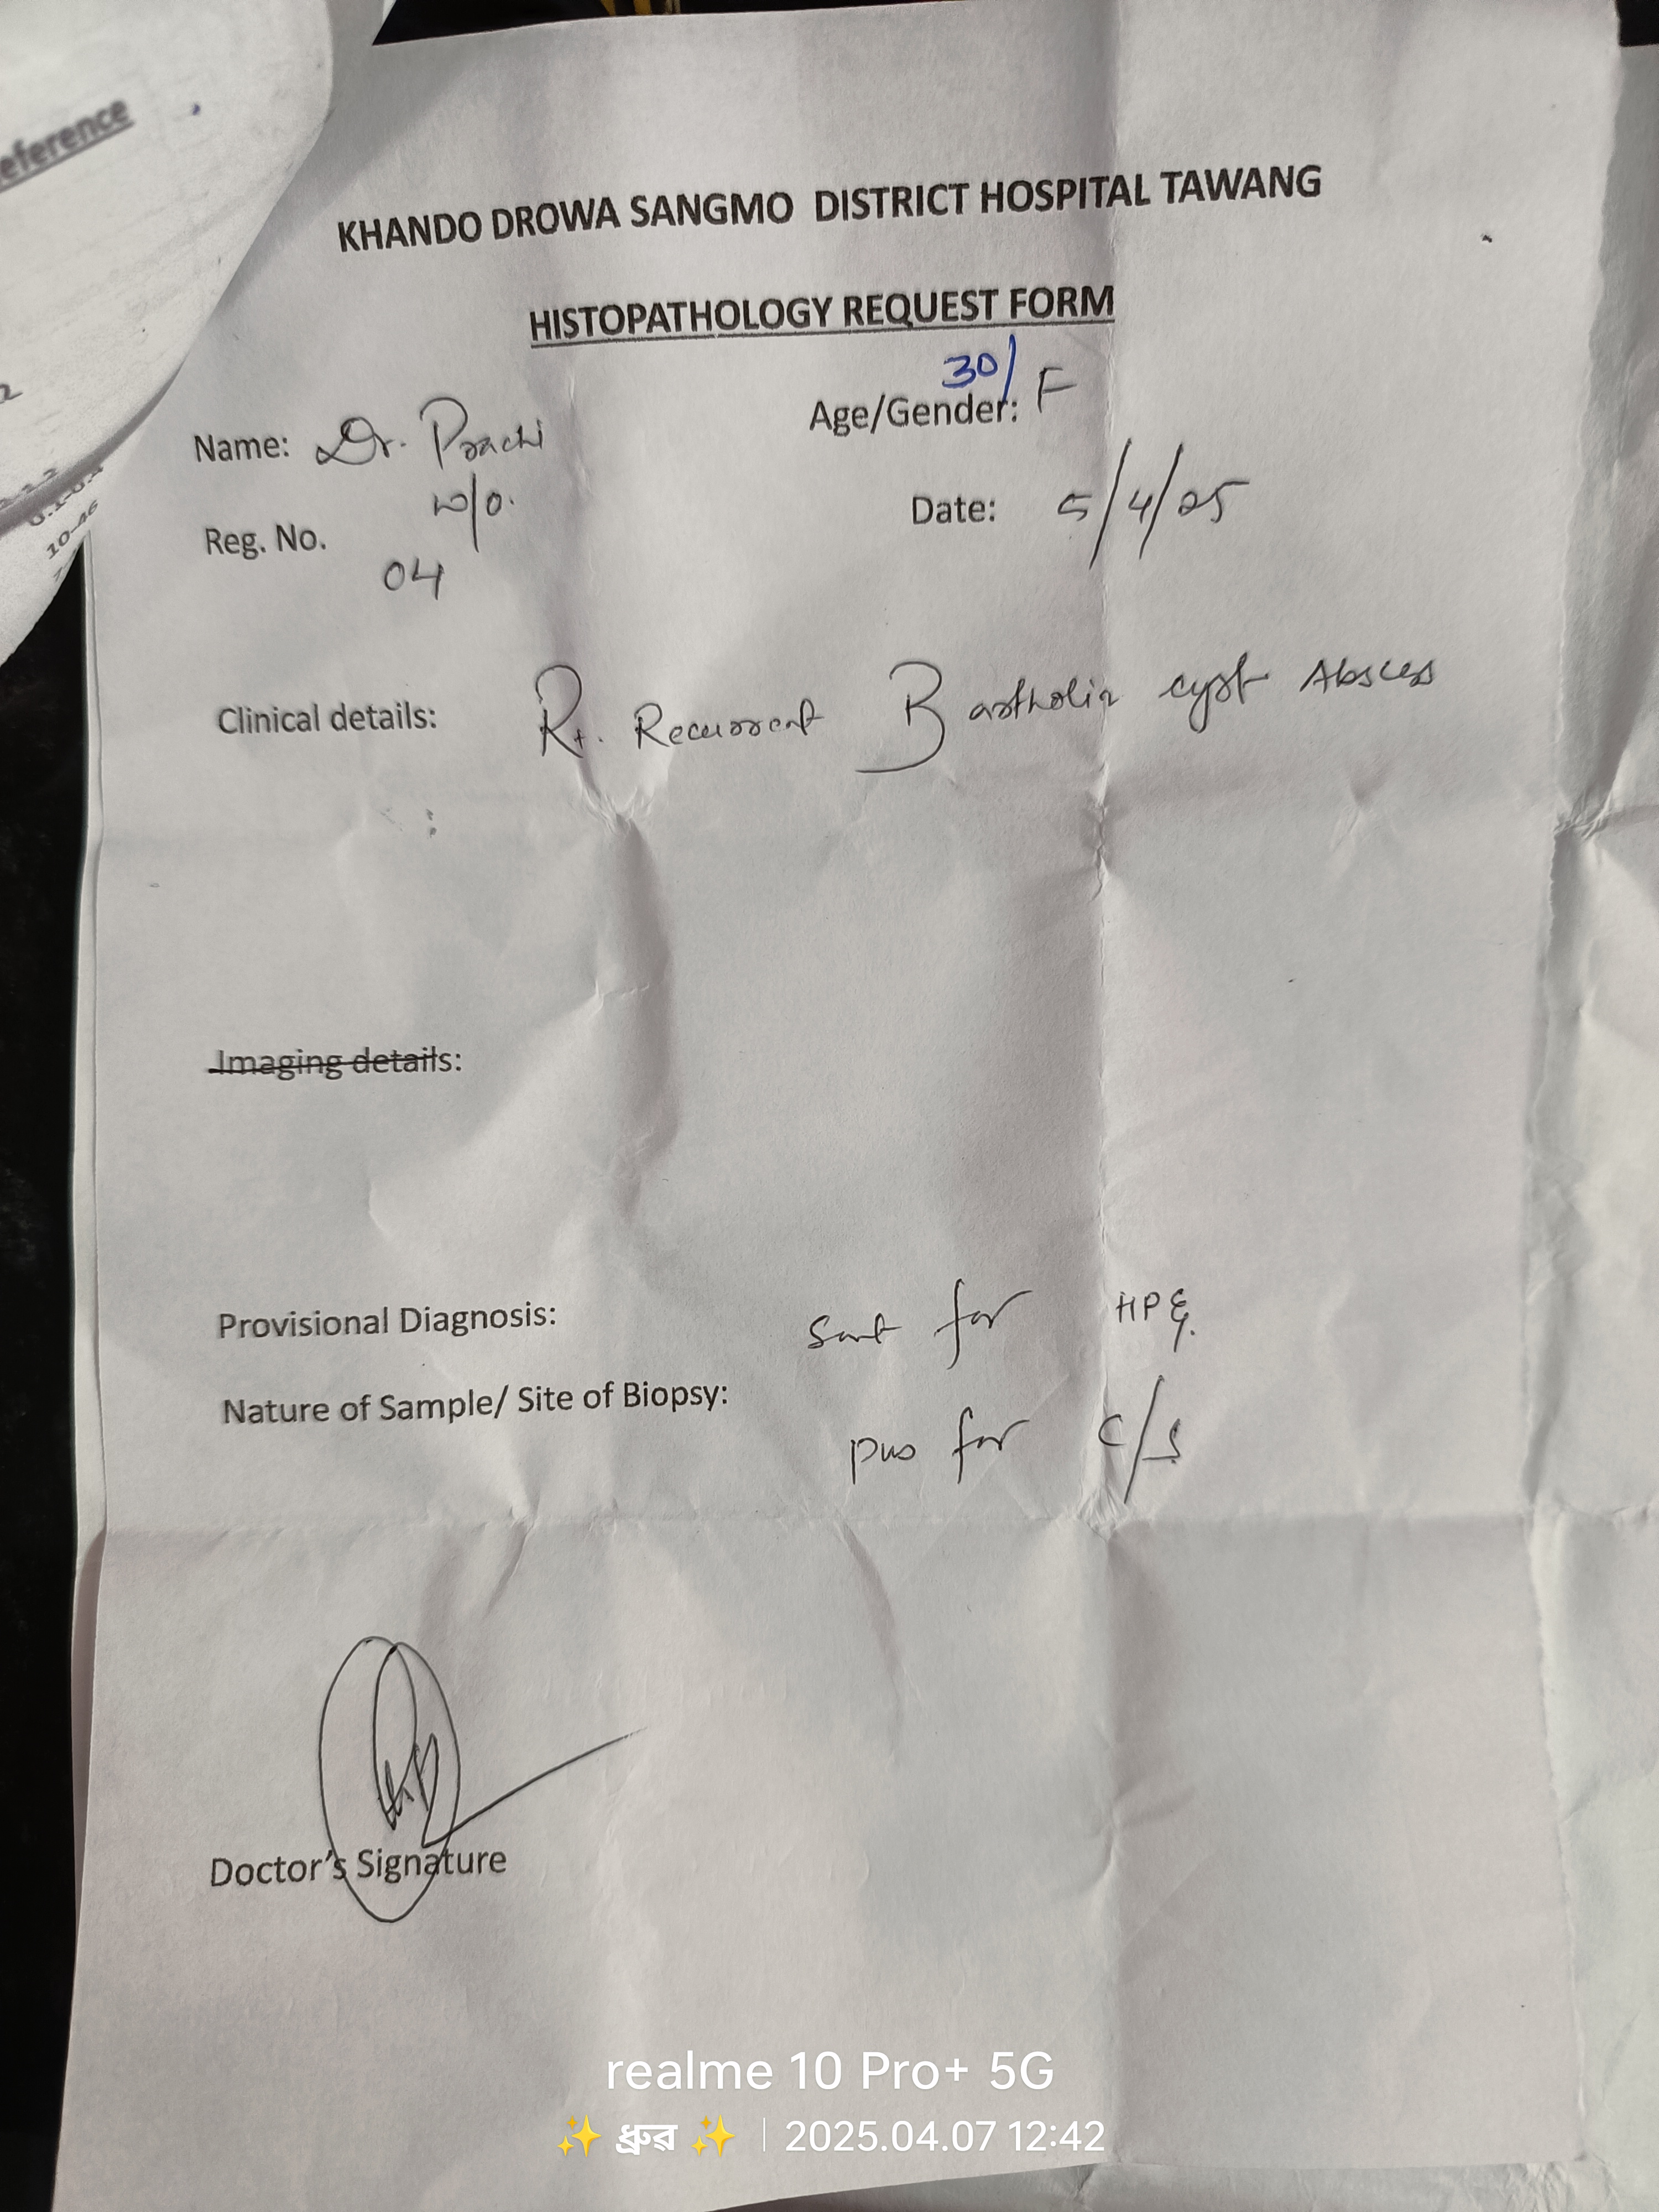 eference
KHANDO DROWA SANGMO DISTRICT HOSPITAL TAWANG
HISTOPATHOLOGY REQUEST FORM
Name: Dr. Prachi
Age/Gender: 30/F
w/o.
Reg. No.
04
Date: 5/4/25
Clinical details: Rt. Recurrent Bartholin cyst Abscess
Imaging details:
Provisional Diagnosis: Sent for HPE.
Nature of Sample/ Site of Biopsy: pus for C/S
Doctor's Signature
realme 10 Pro+ 5G
✨ ধ্রুৱ ✨ | 2025.04.07 12:42